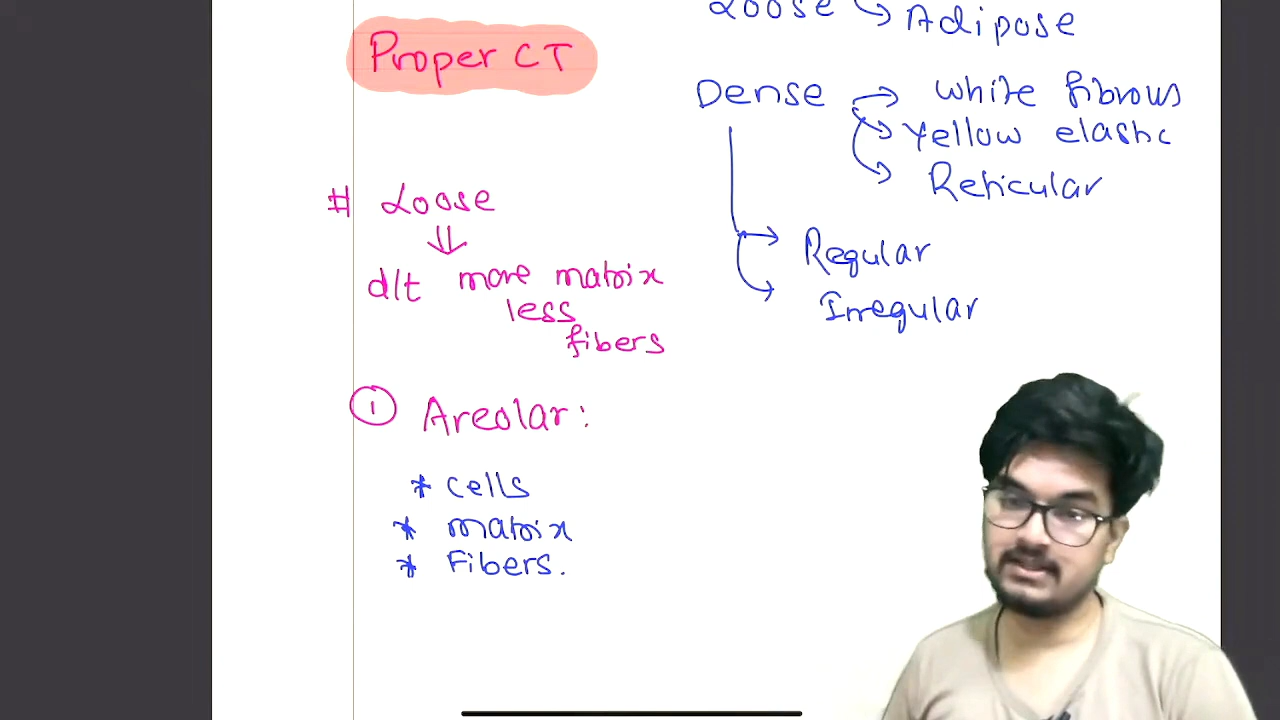 Proper CT
Loose → Adipose
Dense → White fibrous
→ Yellow elastic
→ Reticular
→ Regular
→ Irregular
# Loose
⇓
d/t more matrix
less
fibers
① Areolar:
* cells
* matrix
* Fibers.